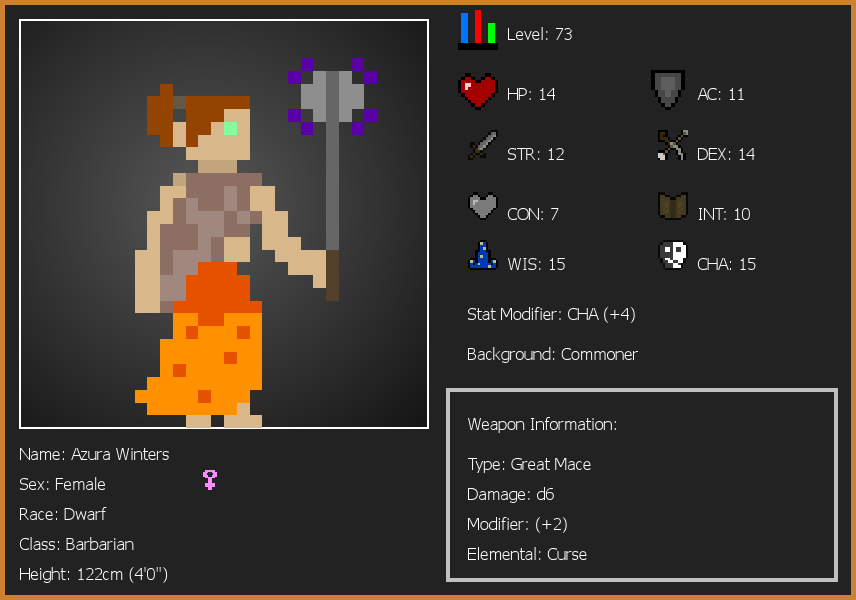 Level: 73
HP: 14
AC: 11
STR: 12
DEX: 14
CON: 7
INT: 10
WIS: 15
CHA: 15
Stat Modifier: CHA (+4)
Background: Commoner
Weapon Information:
Type: Great Mace
Damage: d6
Modifier: (+2)
Elemental: Curse
Name: Azura Winters
Sex: Female
Race: Dwarf
Class: Barbarian
Height: 122cm (4'0")